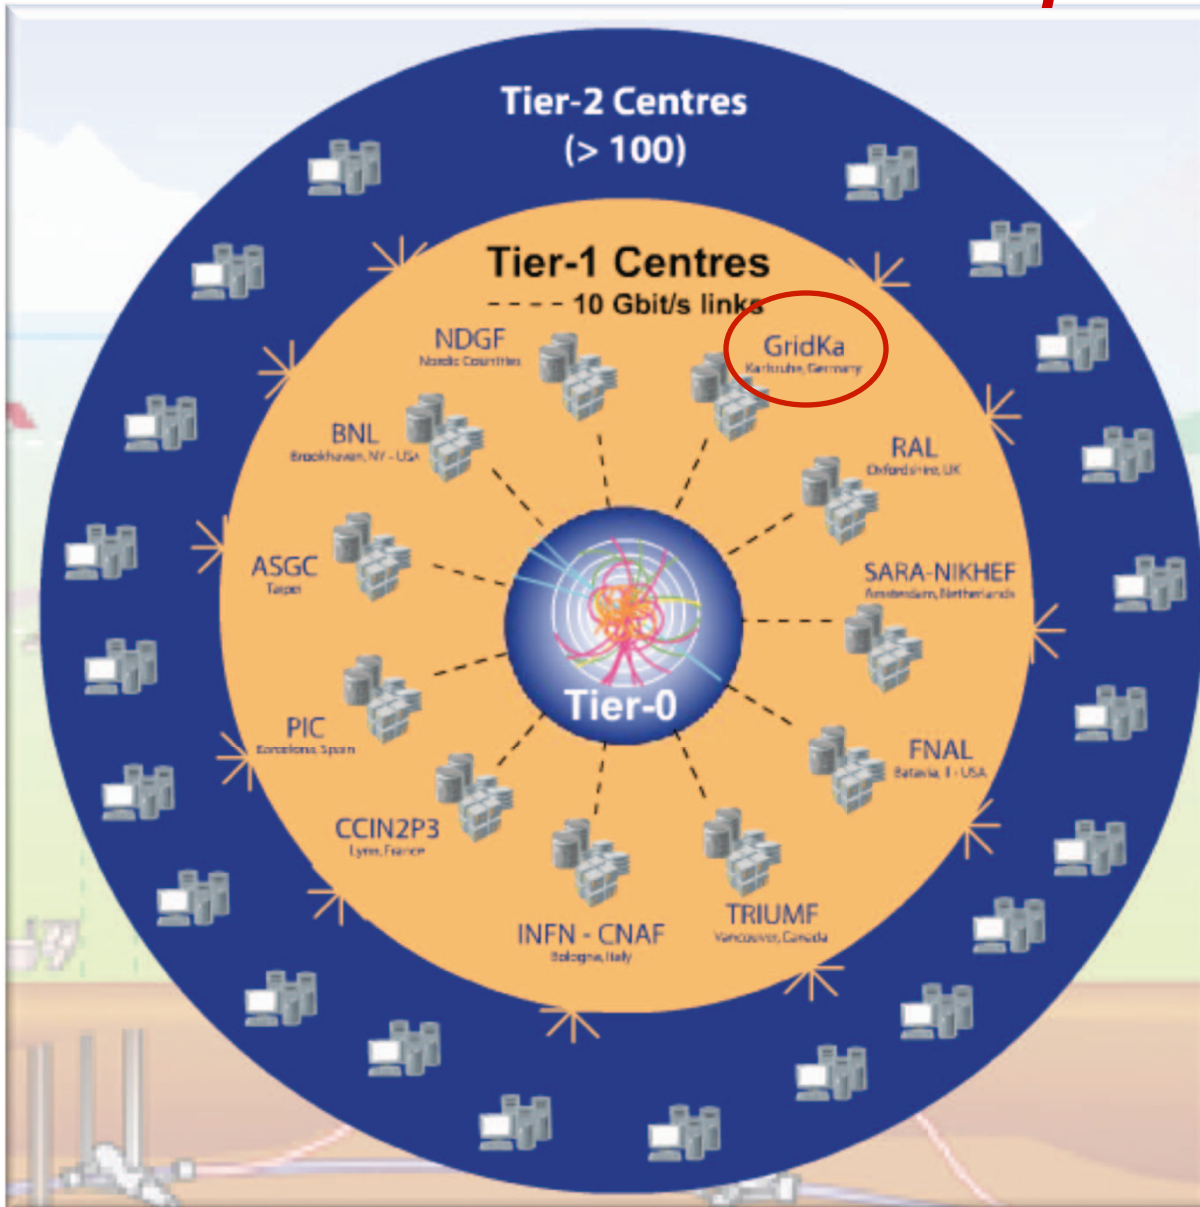 Tier-2 Centres
(> 100)
Tier-1 Centres
---- 10 Gbit/s links
NDGF
Nordic Countries
GridKa
Karlsruhe, Germany
BNL
Brookhaven, NY - USA
RAL
Oxfordshire, UK
ASGC
Taipei
SARA-NIKHEF
Amsterdam, Netherlands
Tier-0
PIC
Barcelona, Spain
FNAL
Batavia, Il - USA
CCIN2P3
Lyon, France
TRIUMF
Vancouver, Canada
INFN - CNAF
Bologna, Italy